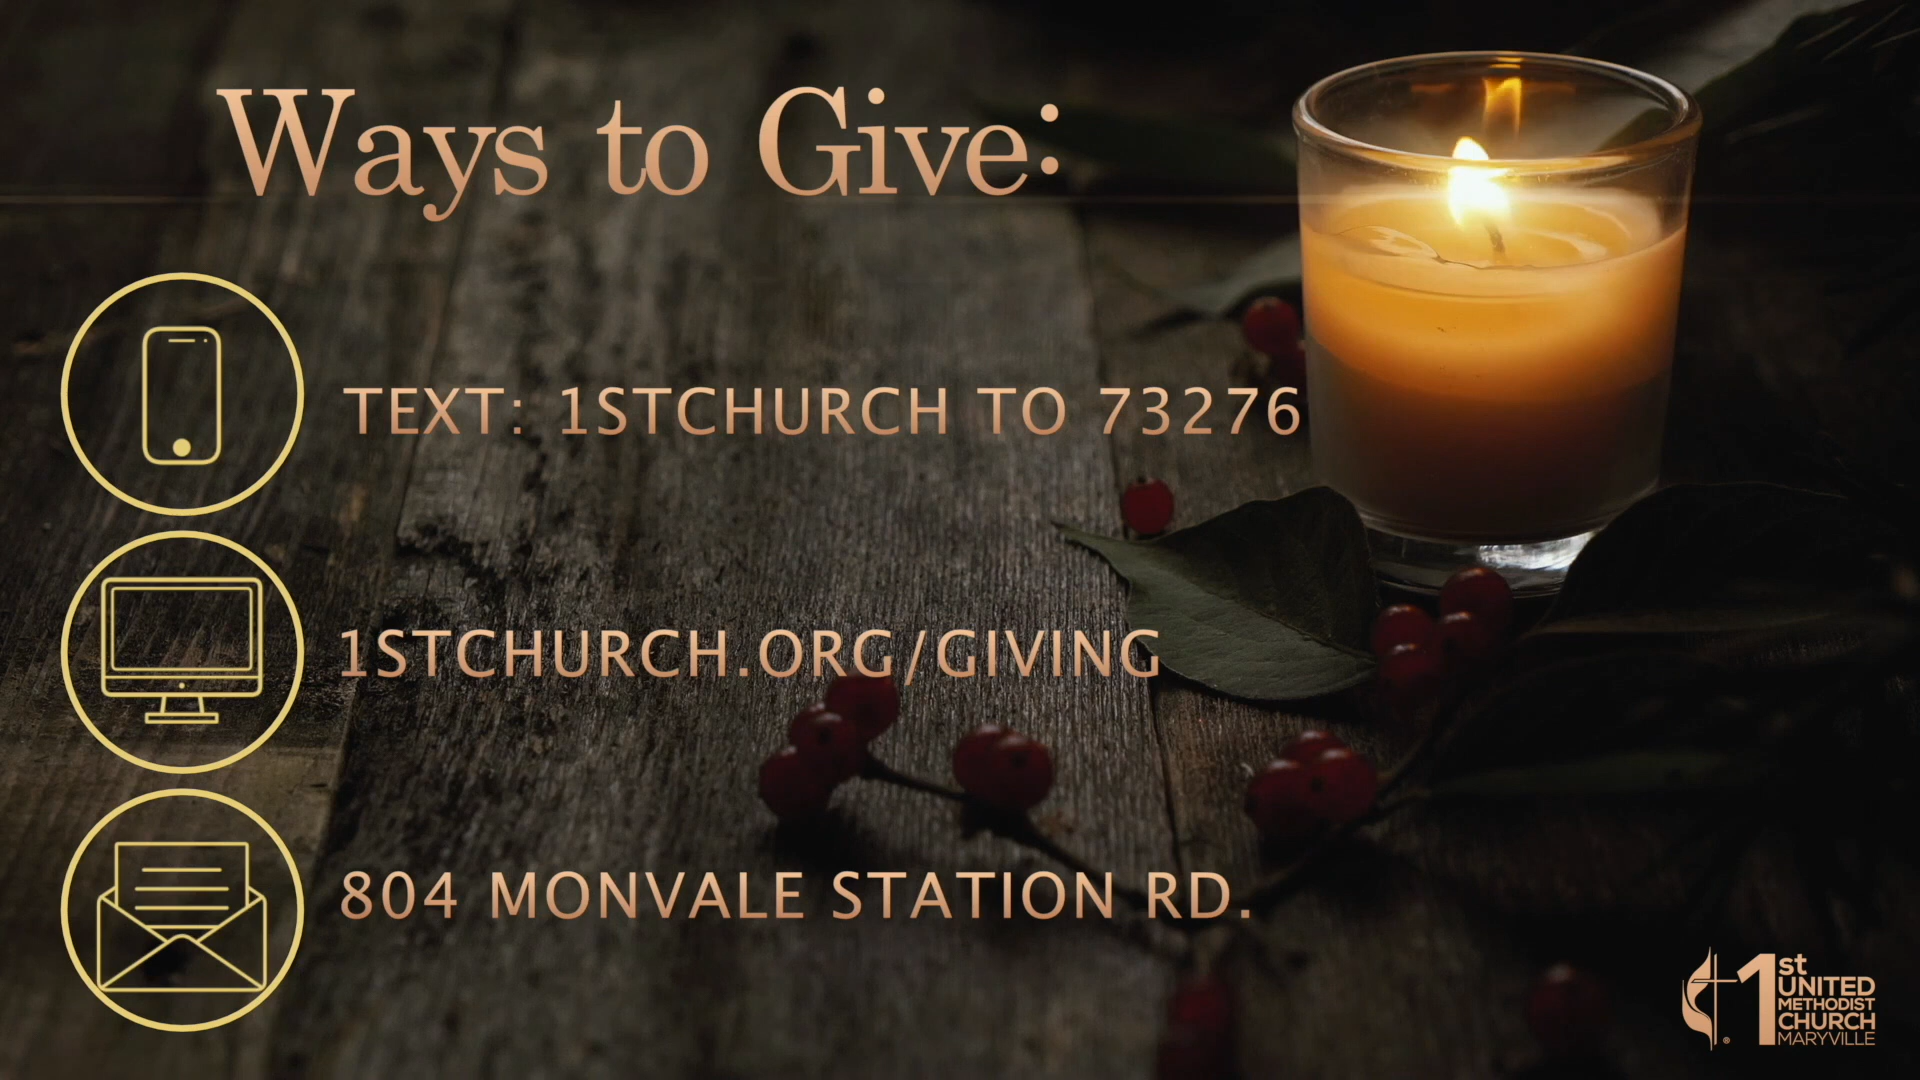 Ways to Give:
TEXT: 1STCHURCH TO 73276
1STCHURCH.ORG/GIVING
804 MONVALE STATION RD.
1st
UNITED
METHODIST
CHURCH
MARYVILLE
®